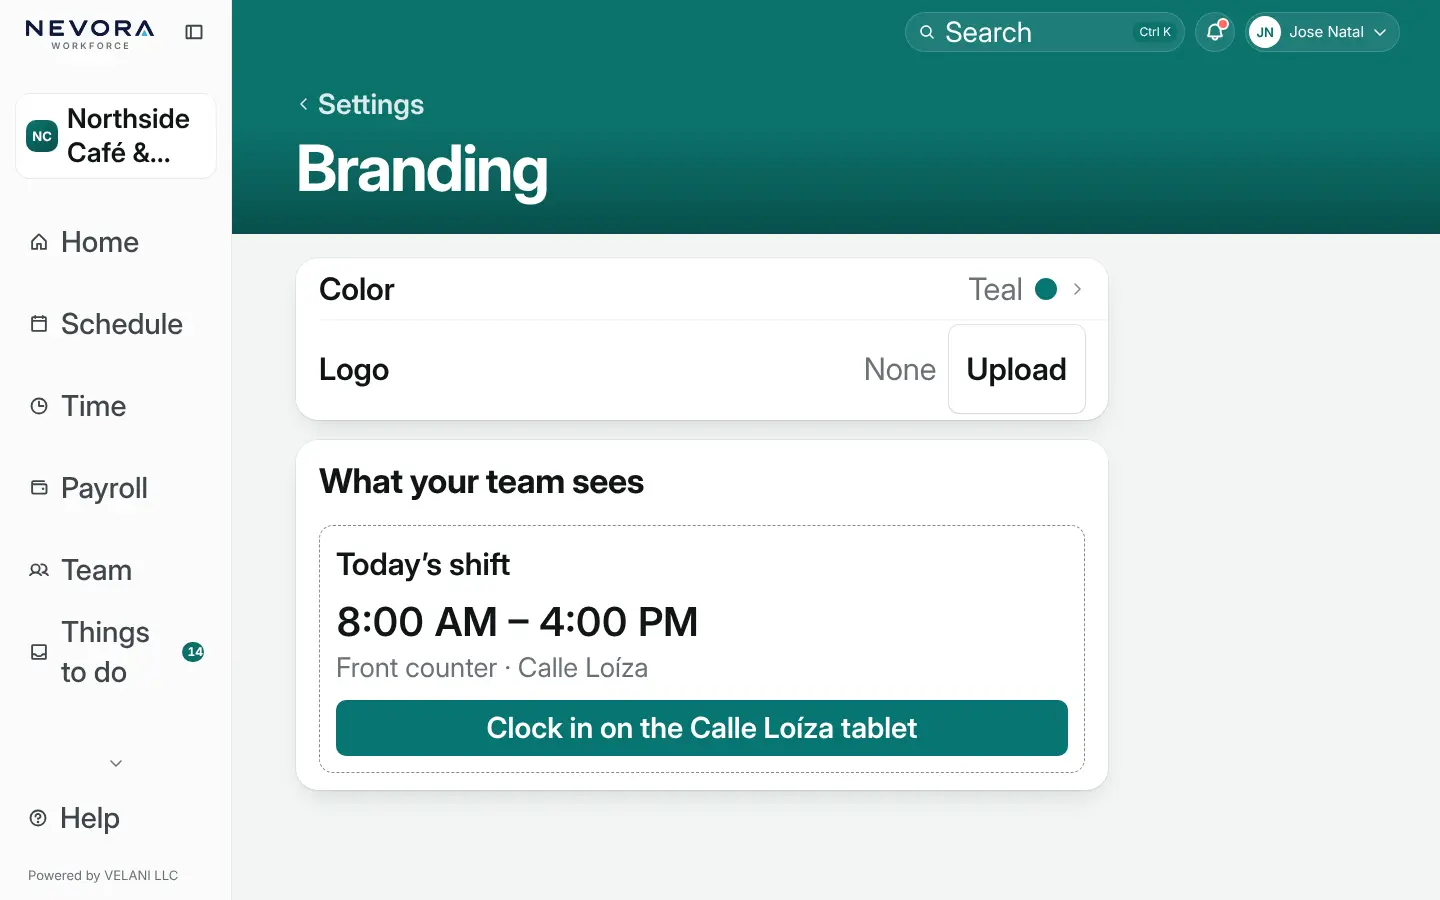 NEVORA
WORKFORCE
Search
Ctrl K
JN
Jose Natal
NC
Northside
Café &...
Settings
Branding
Home
Schedule
Time
Payroll
Team
Things
to do
14
Help
Powered by VELANI LLC
Color
Teal
Logo
None
Upload
What your team sees
Today’s shift
8:00 AM – 4:00 PM
Front counter · Calle Loíza
Clock in on the Calle Loíza tablet